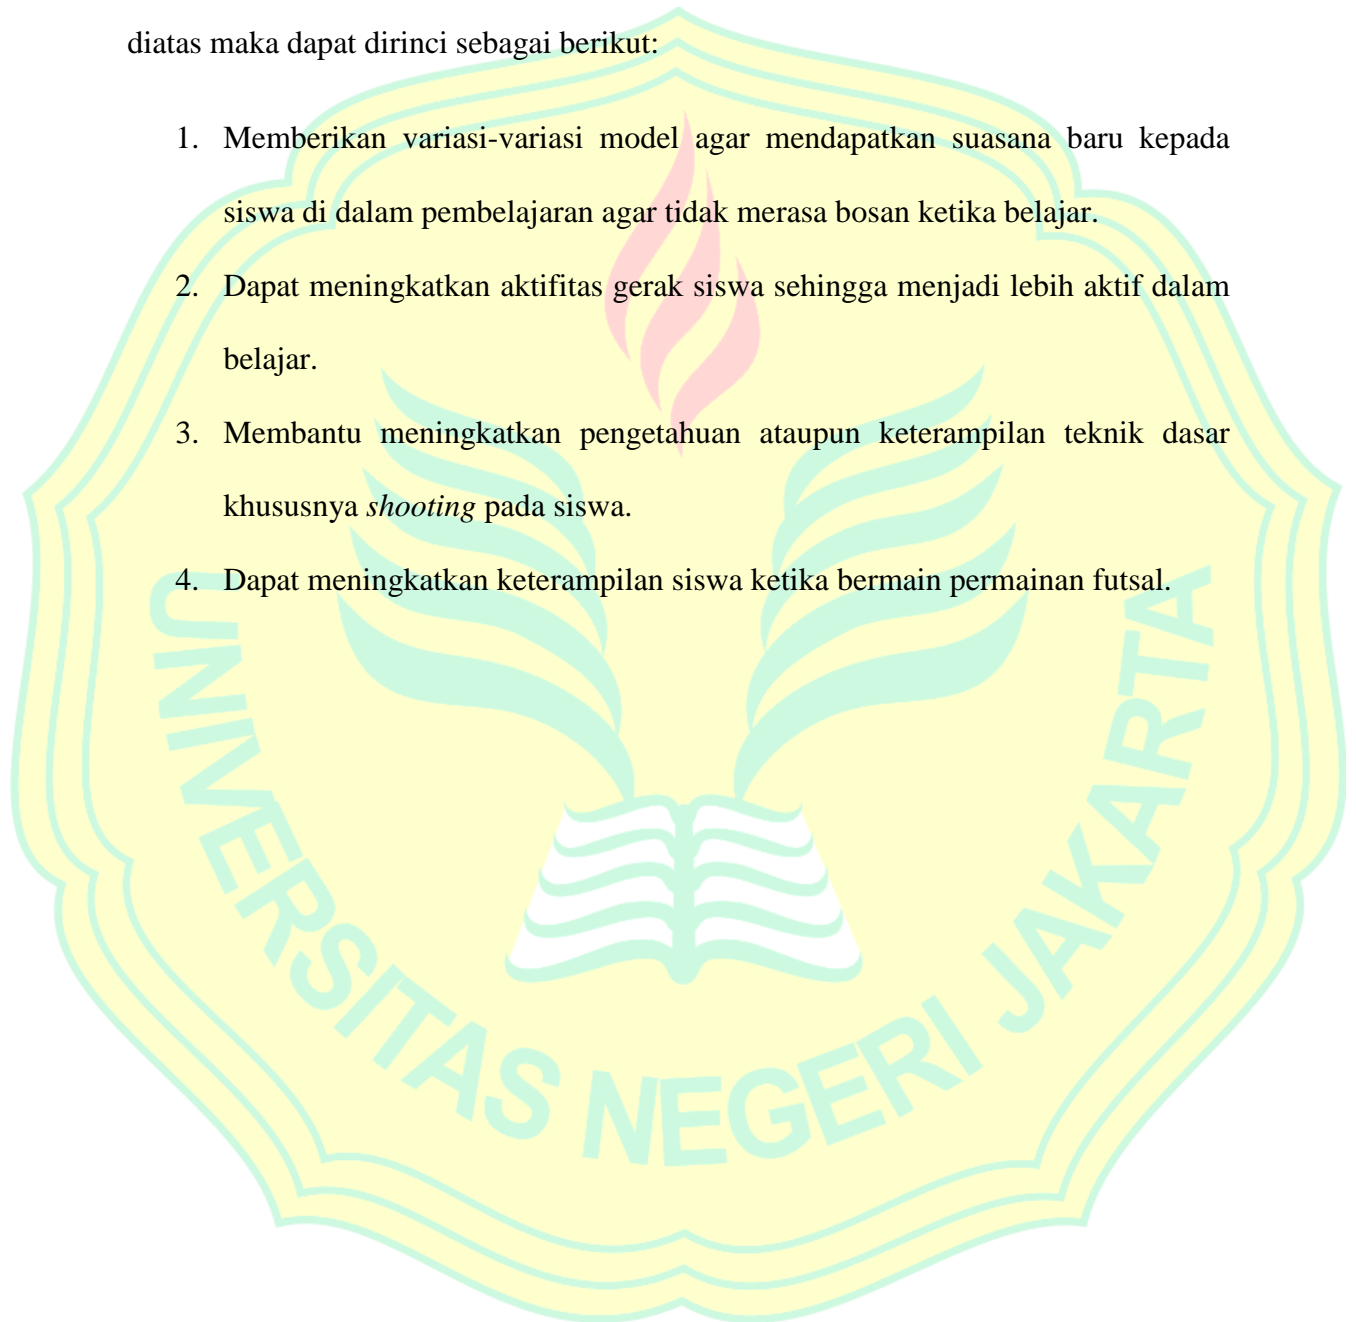 diatas maka dapat dirinci sebagai berikut:
1. Memberikan variasi-variasi model agar mendapatkan suasana baru kepada
siswa di dalam pembelajaran agar tidak merasa bosan ketika belajar.
2. Dapat meningkatkan aktifitas gerak siswa sehingga menjadi lebih aktif dalam
belajar.
3. Membantu meningkatkan pengetahuan ataupun keterampilan teknik dasar
khususnya shooting pada siswa.
4. Dapat meningkatkan keterampilan siswa ketika bermain permainan futsal.
UNIVERSITAS NEGERI JAKARTA